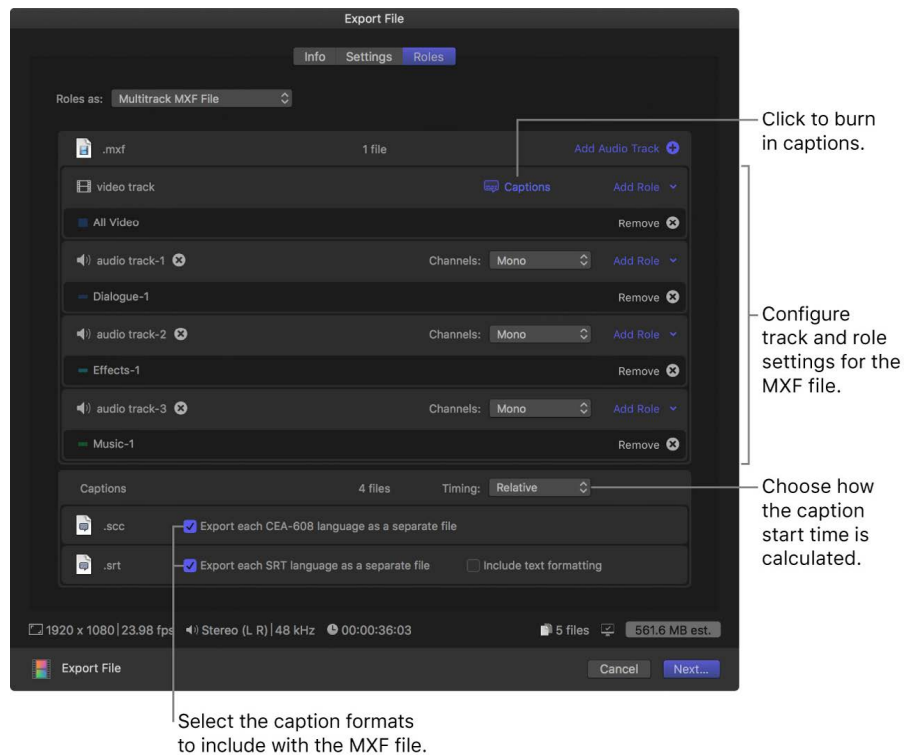 Export File
Info Settings Roles
Roles as: Multitrack MXF File
Click to burn
in captions.
.mxf 1 file Add Audio Track
video track Captions Add Role
All Video Remove
audio track-1 Channels: Mono Add Role
Dialogue-1 Remove
audio track-2 Channels: Mono Add Role
Effects-1 Remove
audio track-3 Channels: Mono Add Role
Music-1 Remove
Configure
track and role
settings for the
MXF file.
Captions 4 files Timing: Relative
Choose how
the caption
start time is
calculated.
.scc Export each CEA-608 language as a separate file
.srt Export each SRT language as a separate file Include text formatting
1920 x 1080 | 23.98 fps Stereo (L R) | 48 kHz 00:00:36:03 5 files 561.6 MB est.
Export File Cancel Next...
Select the caption formats
to include with the MXF file.